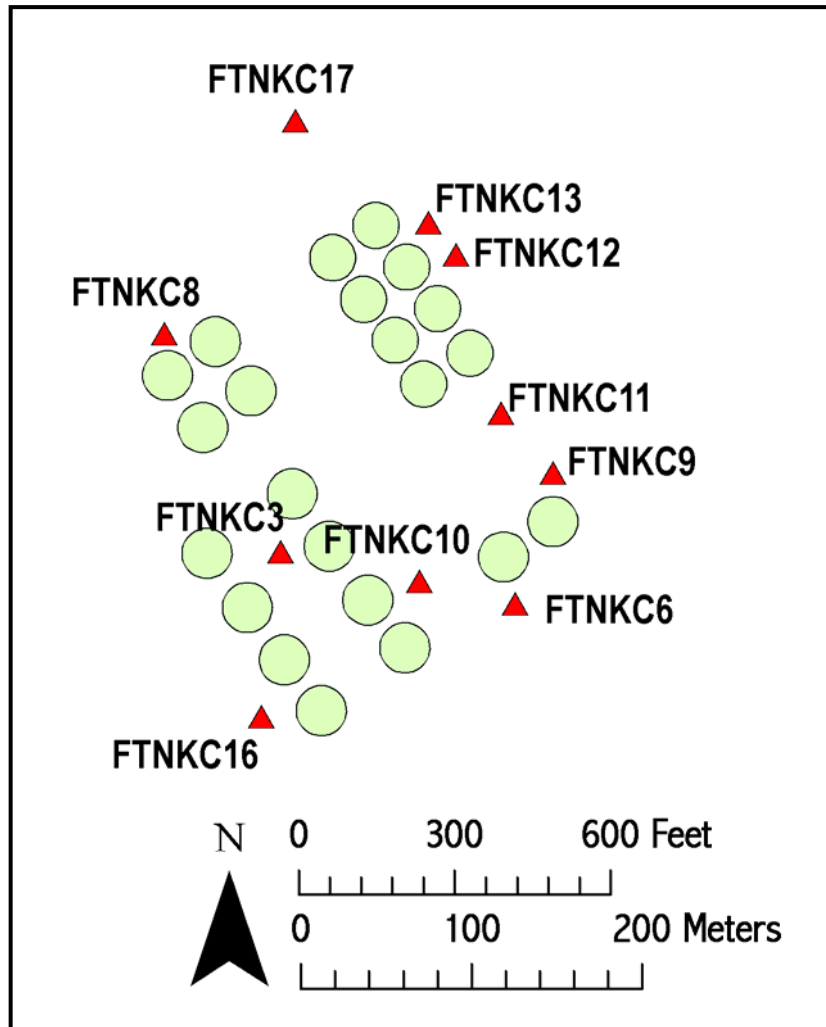 FTNKC17
FTNKC13
FTNKC12
FTNKC8
FTNKC11
FTNKC9
FTNKC3
FTNKC10
FTNKC6
FTNKC16
N
0 300 600 Feet
0 100 200 Meters